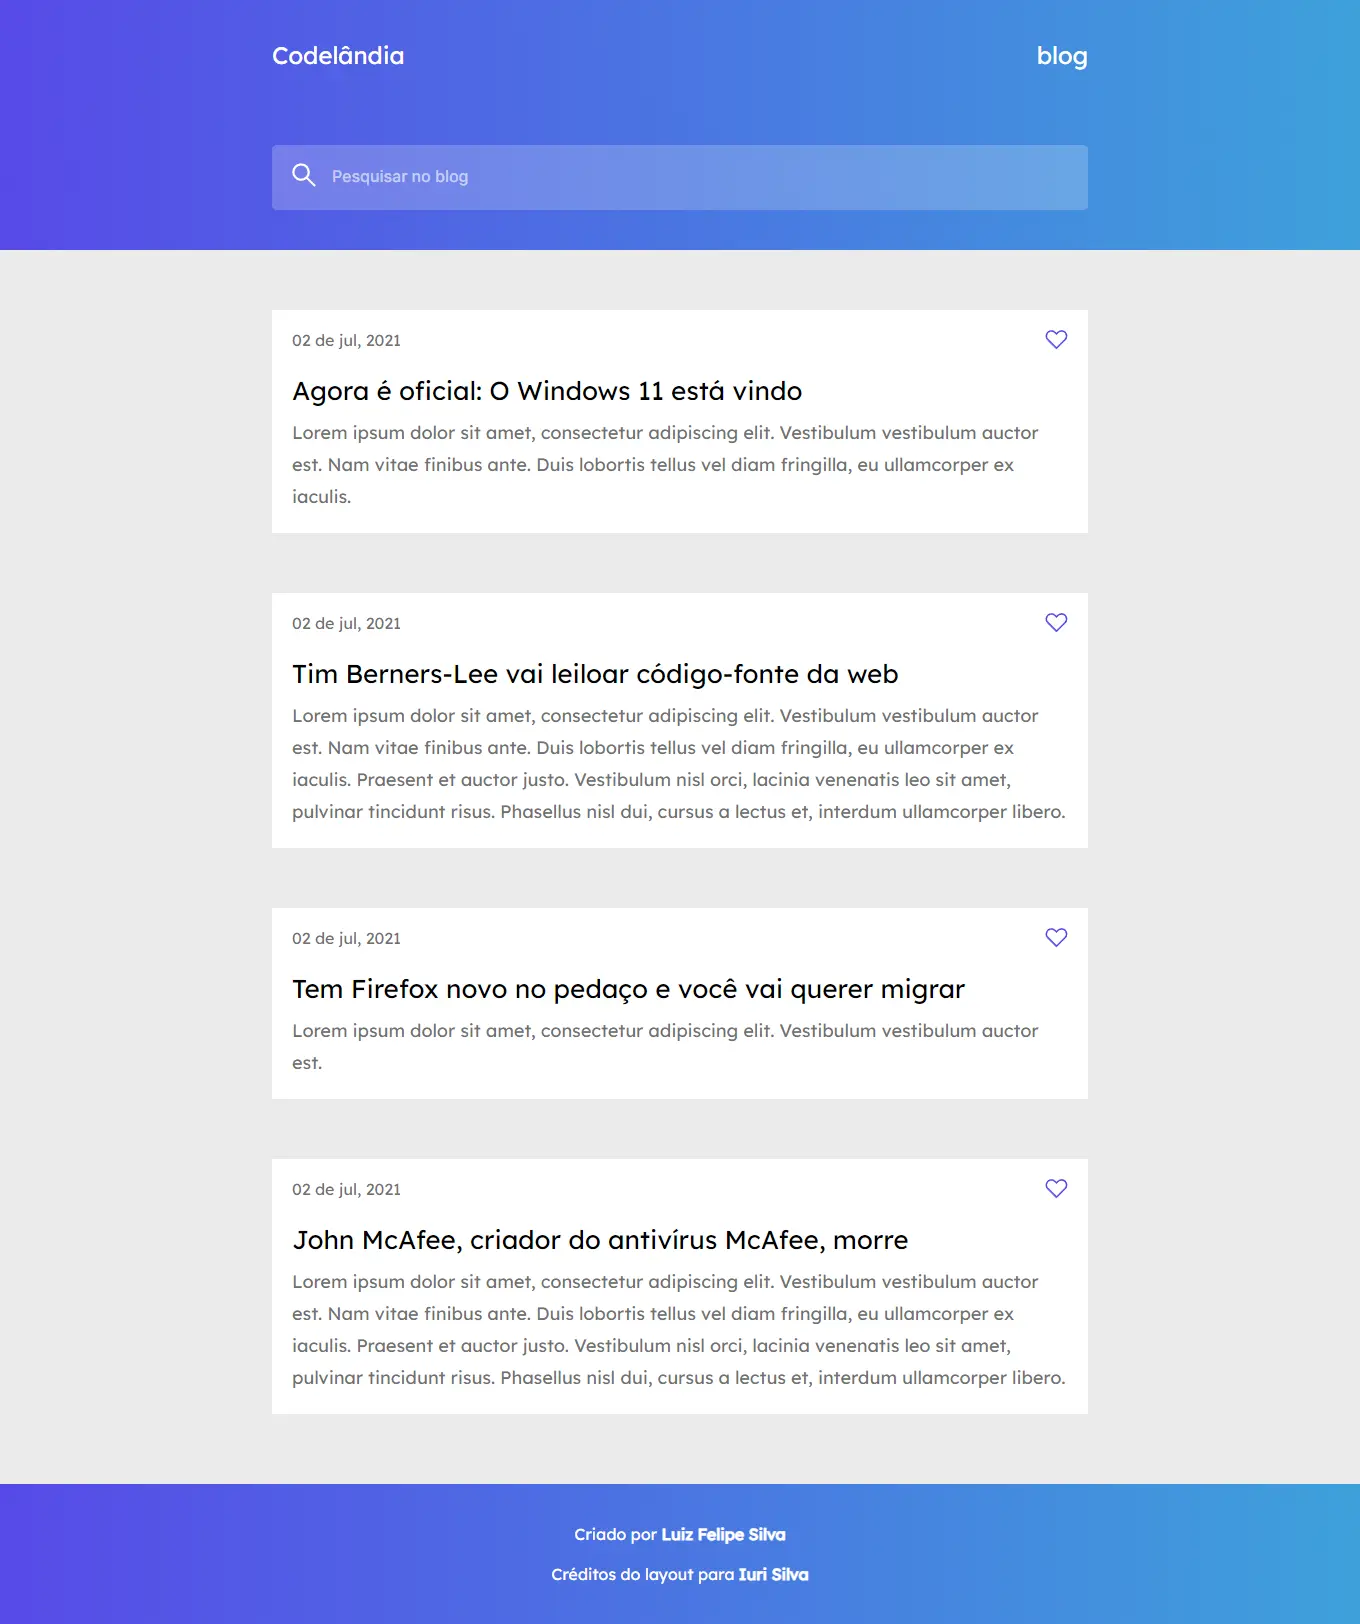 Codelândia
blog
Pesquisar no blog
02 de jul, 2021
Agora é oficial: O Windows 11 está vindo
Lorem ipsum dolor sit amet, consectetur adipiscing elit. Vestibulum vestibulum auctor
est. Nam vitae finibus ante. Duis lobortis tellus vel diam fringilla, eu ullamcorper ex
iaculis.
02 de jul, 2021
Tim Berners-Lee vai leiloar código-fonte da web
Lorem ipsum dolor sit amet, consectetur adipiscing elit. Vestibulum vestibulum auctor
est. Nam vitae finibus ante. Duis lobortis tellus vel diam fringilla, eu ullamcorper ex
iaculis. Praesent et auctor justo. Vestibulum nisl orci, lacinia venenatis leo sit amet,
pulvinar tincidunt risus. Phasellus nisl dui, cursus a lectus et, interdum ullamcorper libero.
02 de jul, 2021
Tem Firefox novo no pedaço e você vai querer migrar
Lorem ipsum dolor sit amet, consectetur adipiscing elit. Vestibulum vestibulum auctor
est.
02 de jul, 2021
John McAfee, criador do antivírus McAfee, morre
Lorem ipsum dolor sit amet, consectetur adipiscing elit. Vestibulum vestibulum auctor
est. Nam vitae finibus ante. Duis lobortis tellus vel diam fringilla, eu ullamcorper ex
iaculis. Praesent et auctor justo. Vestibulum nisl orci, lacinia venenatis leo sit amet,
pulvinar tincidunt risus. Phasellus nisl dui, cursus a lectus et, interdum ullamcorper libero.
Criado por Luiz Felipe Silva
Créditos do layout para Iuri Silva